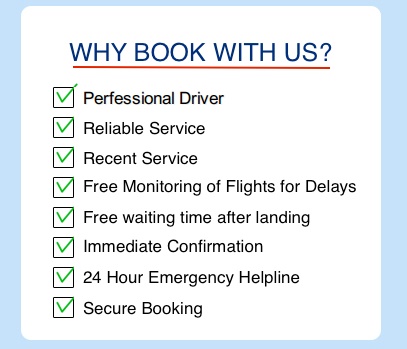 WHY BOOK WITH US?
Perfessional Driver
Reliable Service
Recent Service
Free Monitoring of Flights for Delays
Free waiting time after landing
Immediate Confirmation
24 Hour Emergency Helpline
Secure Booking